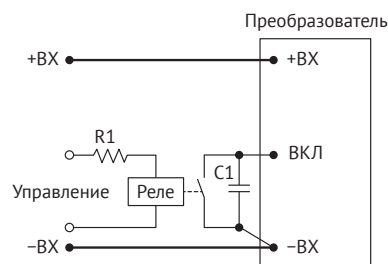 Преобразователь
+ВХ
+ВХ
R1
ВКЛ
C1
Управление
Реле
−ВХ
−ВХ